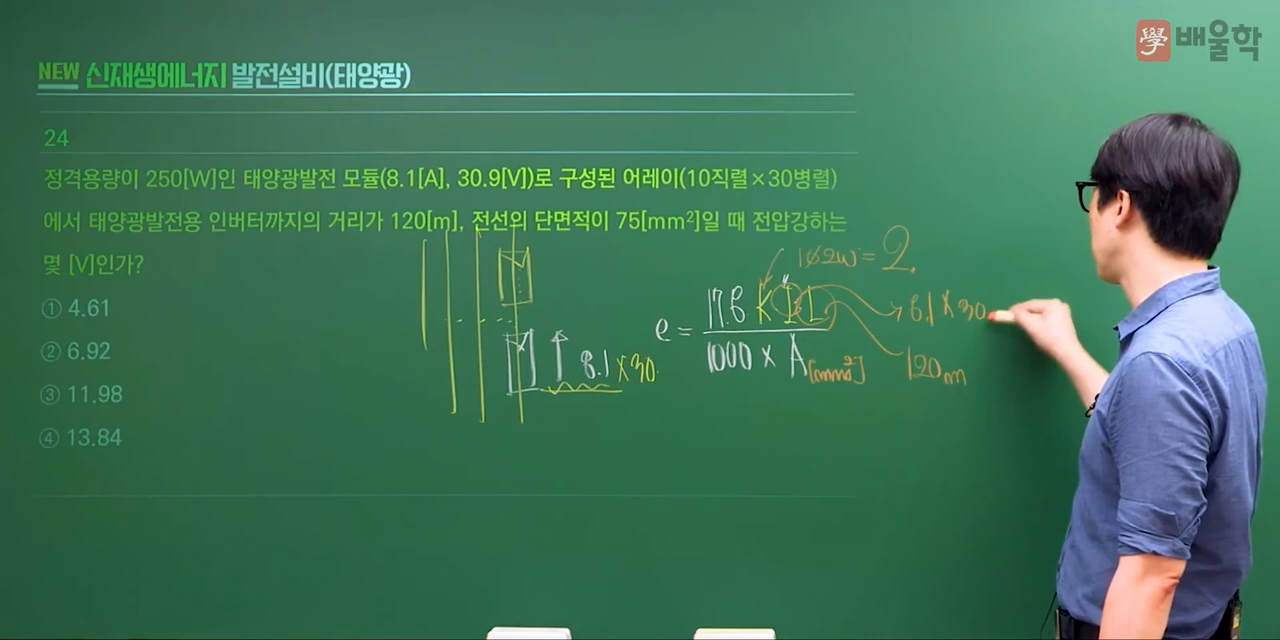 學 배울학
NEW 신재생에너지 발전설비(태양광)
24
정격용량이 250[W]인 태양광발전 모듈(8.1[A], 30.9[V])로 구성된 어레이(10직렬×30병렬)
에서 태양광발전용 인버터까지의 거리가 120[m], 전선의 단면적이 75[mm²]일 때 전압강하는
몇 [V]인가?
① 4.61
② 6.92
③ 11.98
④ 13.84
8.1 × 30
1∅2w = 2
e = 17.8 K I L
1000 × A [mm²]
8.1 × 30
120m